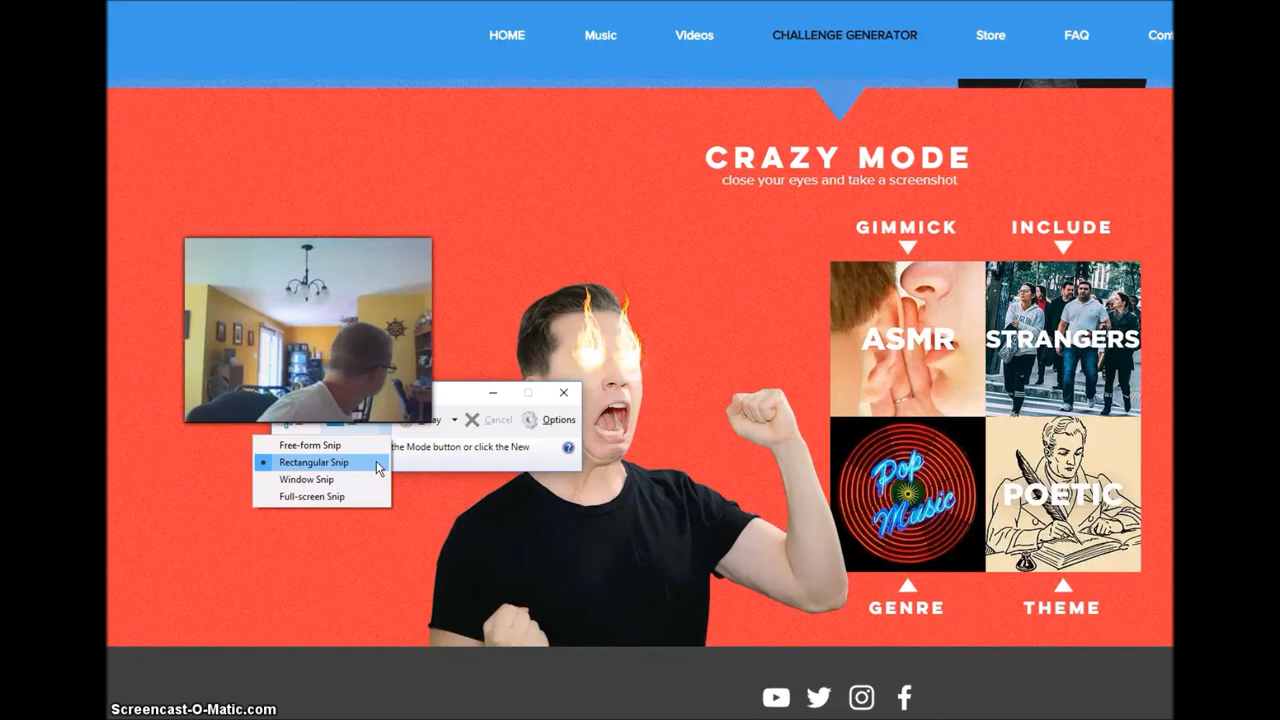 HOME Music Videos CHALLENGE GENERATOR Store FAQ
CRAZY MODE
close your eyes and take a screenshot
GIMMICK INCLUDE
ASMR STRANGERS
Cancel Options
the Mode button or click the New
Free-form Snip
Rectangular Snip
Window Snip
Full-screen Snip
Pop
Music
POETIC
GENRE THEME
Screencast-O-Matic.com